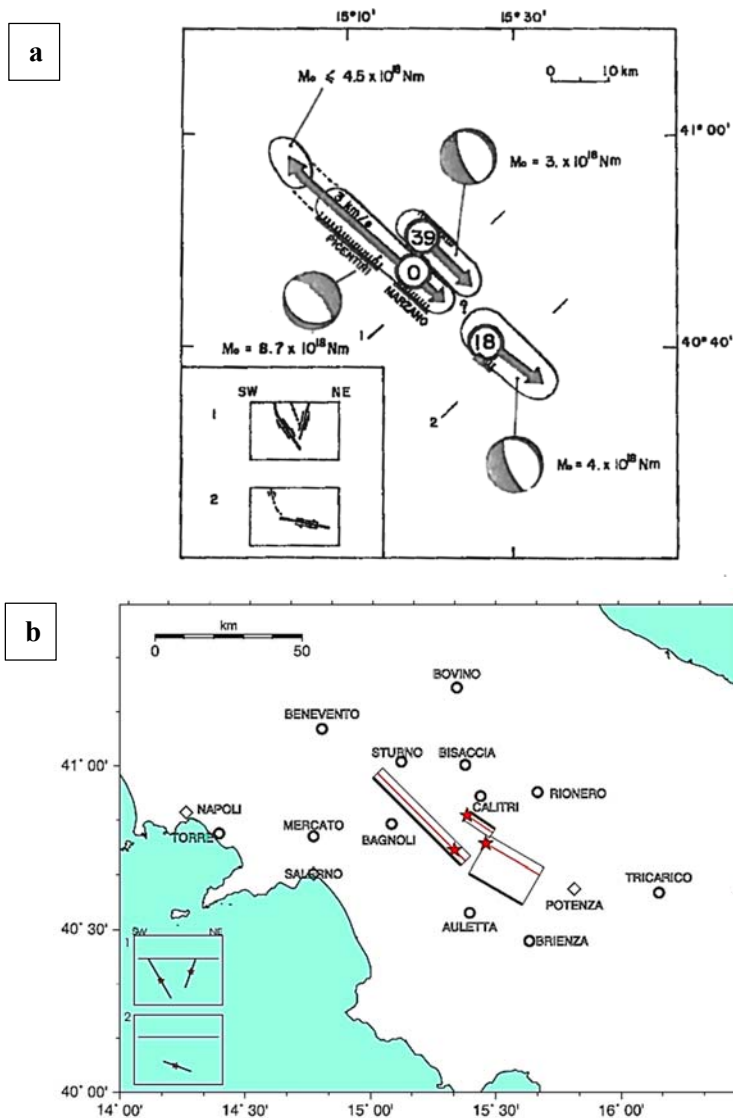 a
15° 10'
15° 30'
M₀ ⩽ 4.5 x 10¹⁸ Nm
0 10 km
41° 00'
M₀ = 3. x 10¹⁸ Nm
3 km/s
39
PICENTINI
0
MARZANO
?
1
18
40° 40'
M₀ = 8.7 x 10¹⁸ Nm
2
SW NE
1
2
M₀ = 4. x 10¹⁸ Nm
b
km
0 50
BOVINO
BENEVENTO
STURNO
BISACCIA
41° 00'
CALITRI
RIONERO
NAPOLI
TORRE
MERCATO
BAGNOLI
SALERNO
POTENZA
TRICARICO
AULETTA
40° 30'
BRIENZA
SW NE
1
2
40° 00'
14° 00' 14° 30' 15° 00' 15° 30' 16° 00'